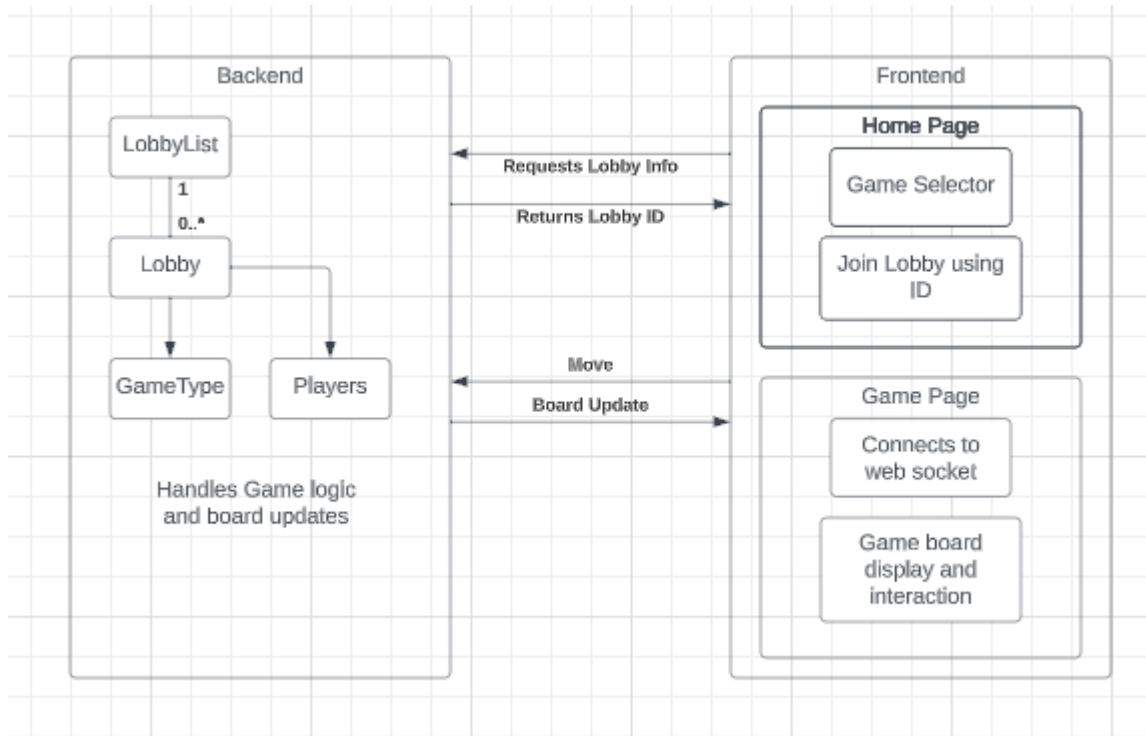 Backend
LobbyList
1
0..*
Lobby
GameType
Players
Handles Game logic
and board updates
Requests Lobby Info
Returns Lobby ID
Move
Board Update
Frontend
Home Page
Game Selector
Join Lobby using
ID
Game Page
Connects to
web socket
Game board
display and
interaction